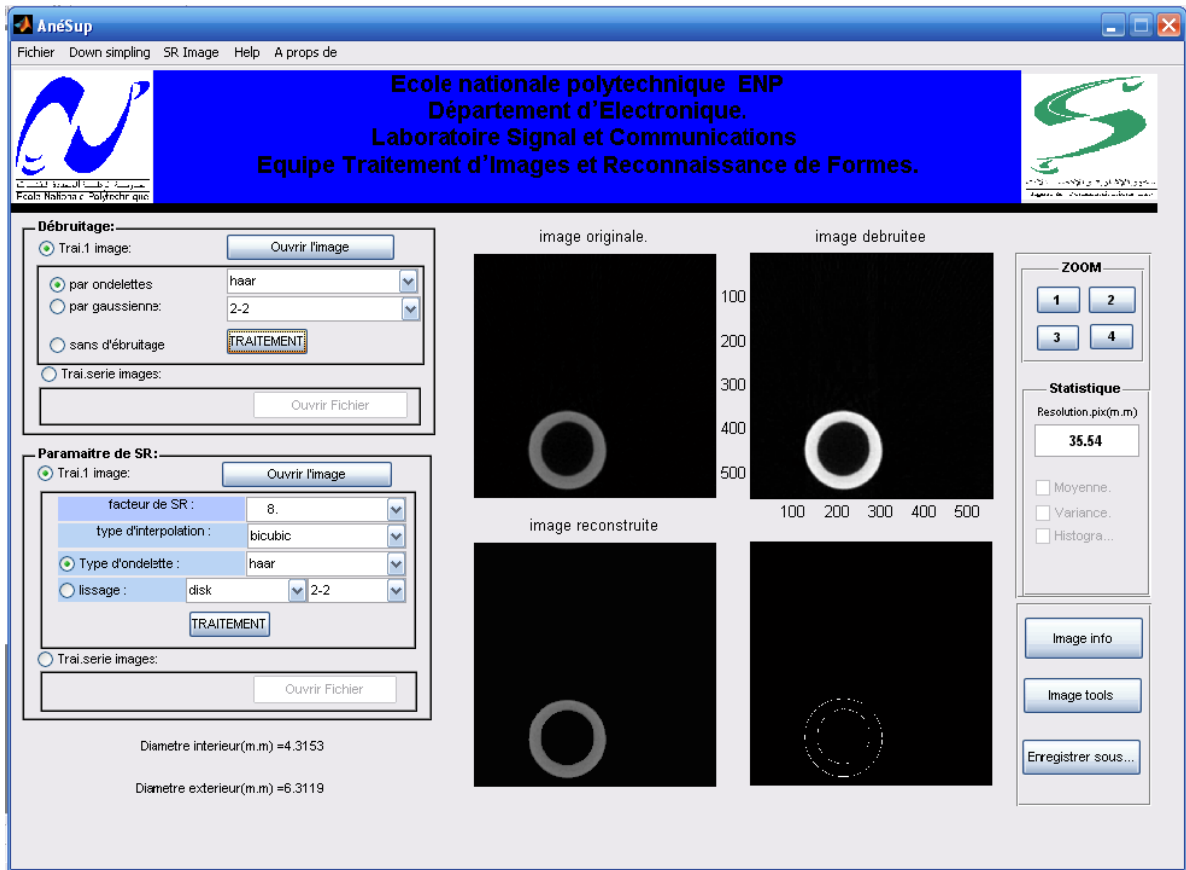 AnéSup
Fichier Down simpling SR Image Help A propos de
Ecole nationale polytechnique ENP
Département d'Electronique.
Laboratoire Signal et Communications
Equipe Traitement d'Images et Reconnaissance de Formes.
Ecole Nationale Polytechnique
Débruitage:
Trai.1 image:
Ouvrir l'image
par ondelettes
haar
par gaussienne:
2-2
sans d'ébruitage
TRAITEMENT
Trai.serie images:
Ouvrir Fichier
Paramaitre de SR:
Trai.1 image:
Ouvrir l'image
facteur de SR :
8.
type d'interpolation :
bicubic
Type d'ondelette :
haar
lissage :
disk
2-2
TRAITEMENT
Trai.serie images:
Ouvrir Fichier
Diametre interieur(m.m) =4.3153
Diametre exterieur(m.m) =6.3119
image originale.
image debruitee
100
200
300
400
500
100 200 300 400 500
image reconstruite
ZOOM
1 2
3 4
Statistique
Resolution.pix(m.m)
35.54
Moyenne.
Variance.
Histogra...
Image info
Image tools
Enregistrer sous...